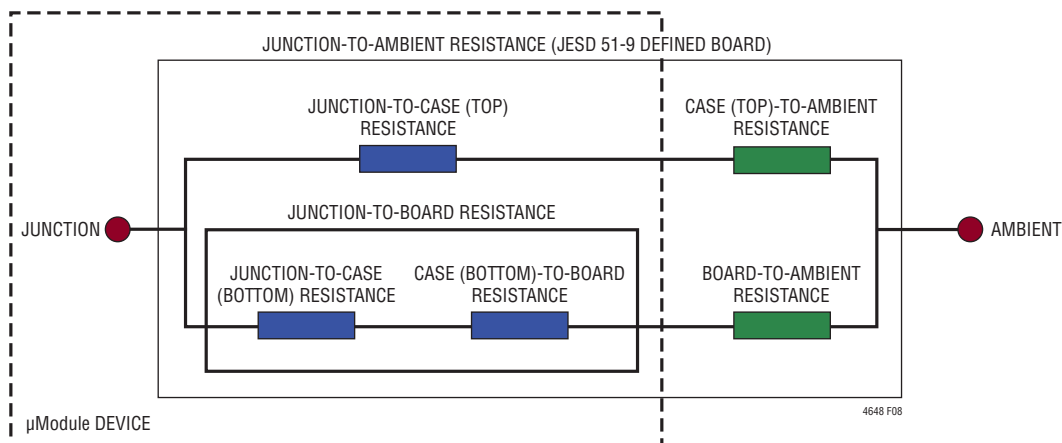 JUNCTION-TO-AMBIENT RESISTANCE (JESD 51-9 DEFINED BOARD)
JUNCTION-TO-CASE (TOP)
RESISTANCE
CASE (TOP)-TO-AMBIENT
RESISTANCE
JUNCTION-TO-BOARD RESISTANCE
JUNCTION
AMBIENT
JUNCTION-TO-CASE
(BOTTOM) RESISTANCE
CASE (BOTTOM)-TO-BOARD
RESISTANCE
BOARD-TO-AMBIENT
RESISTANCE
4648 F08
µModule DEVICE